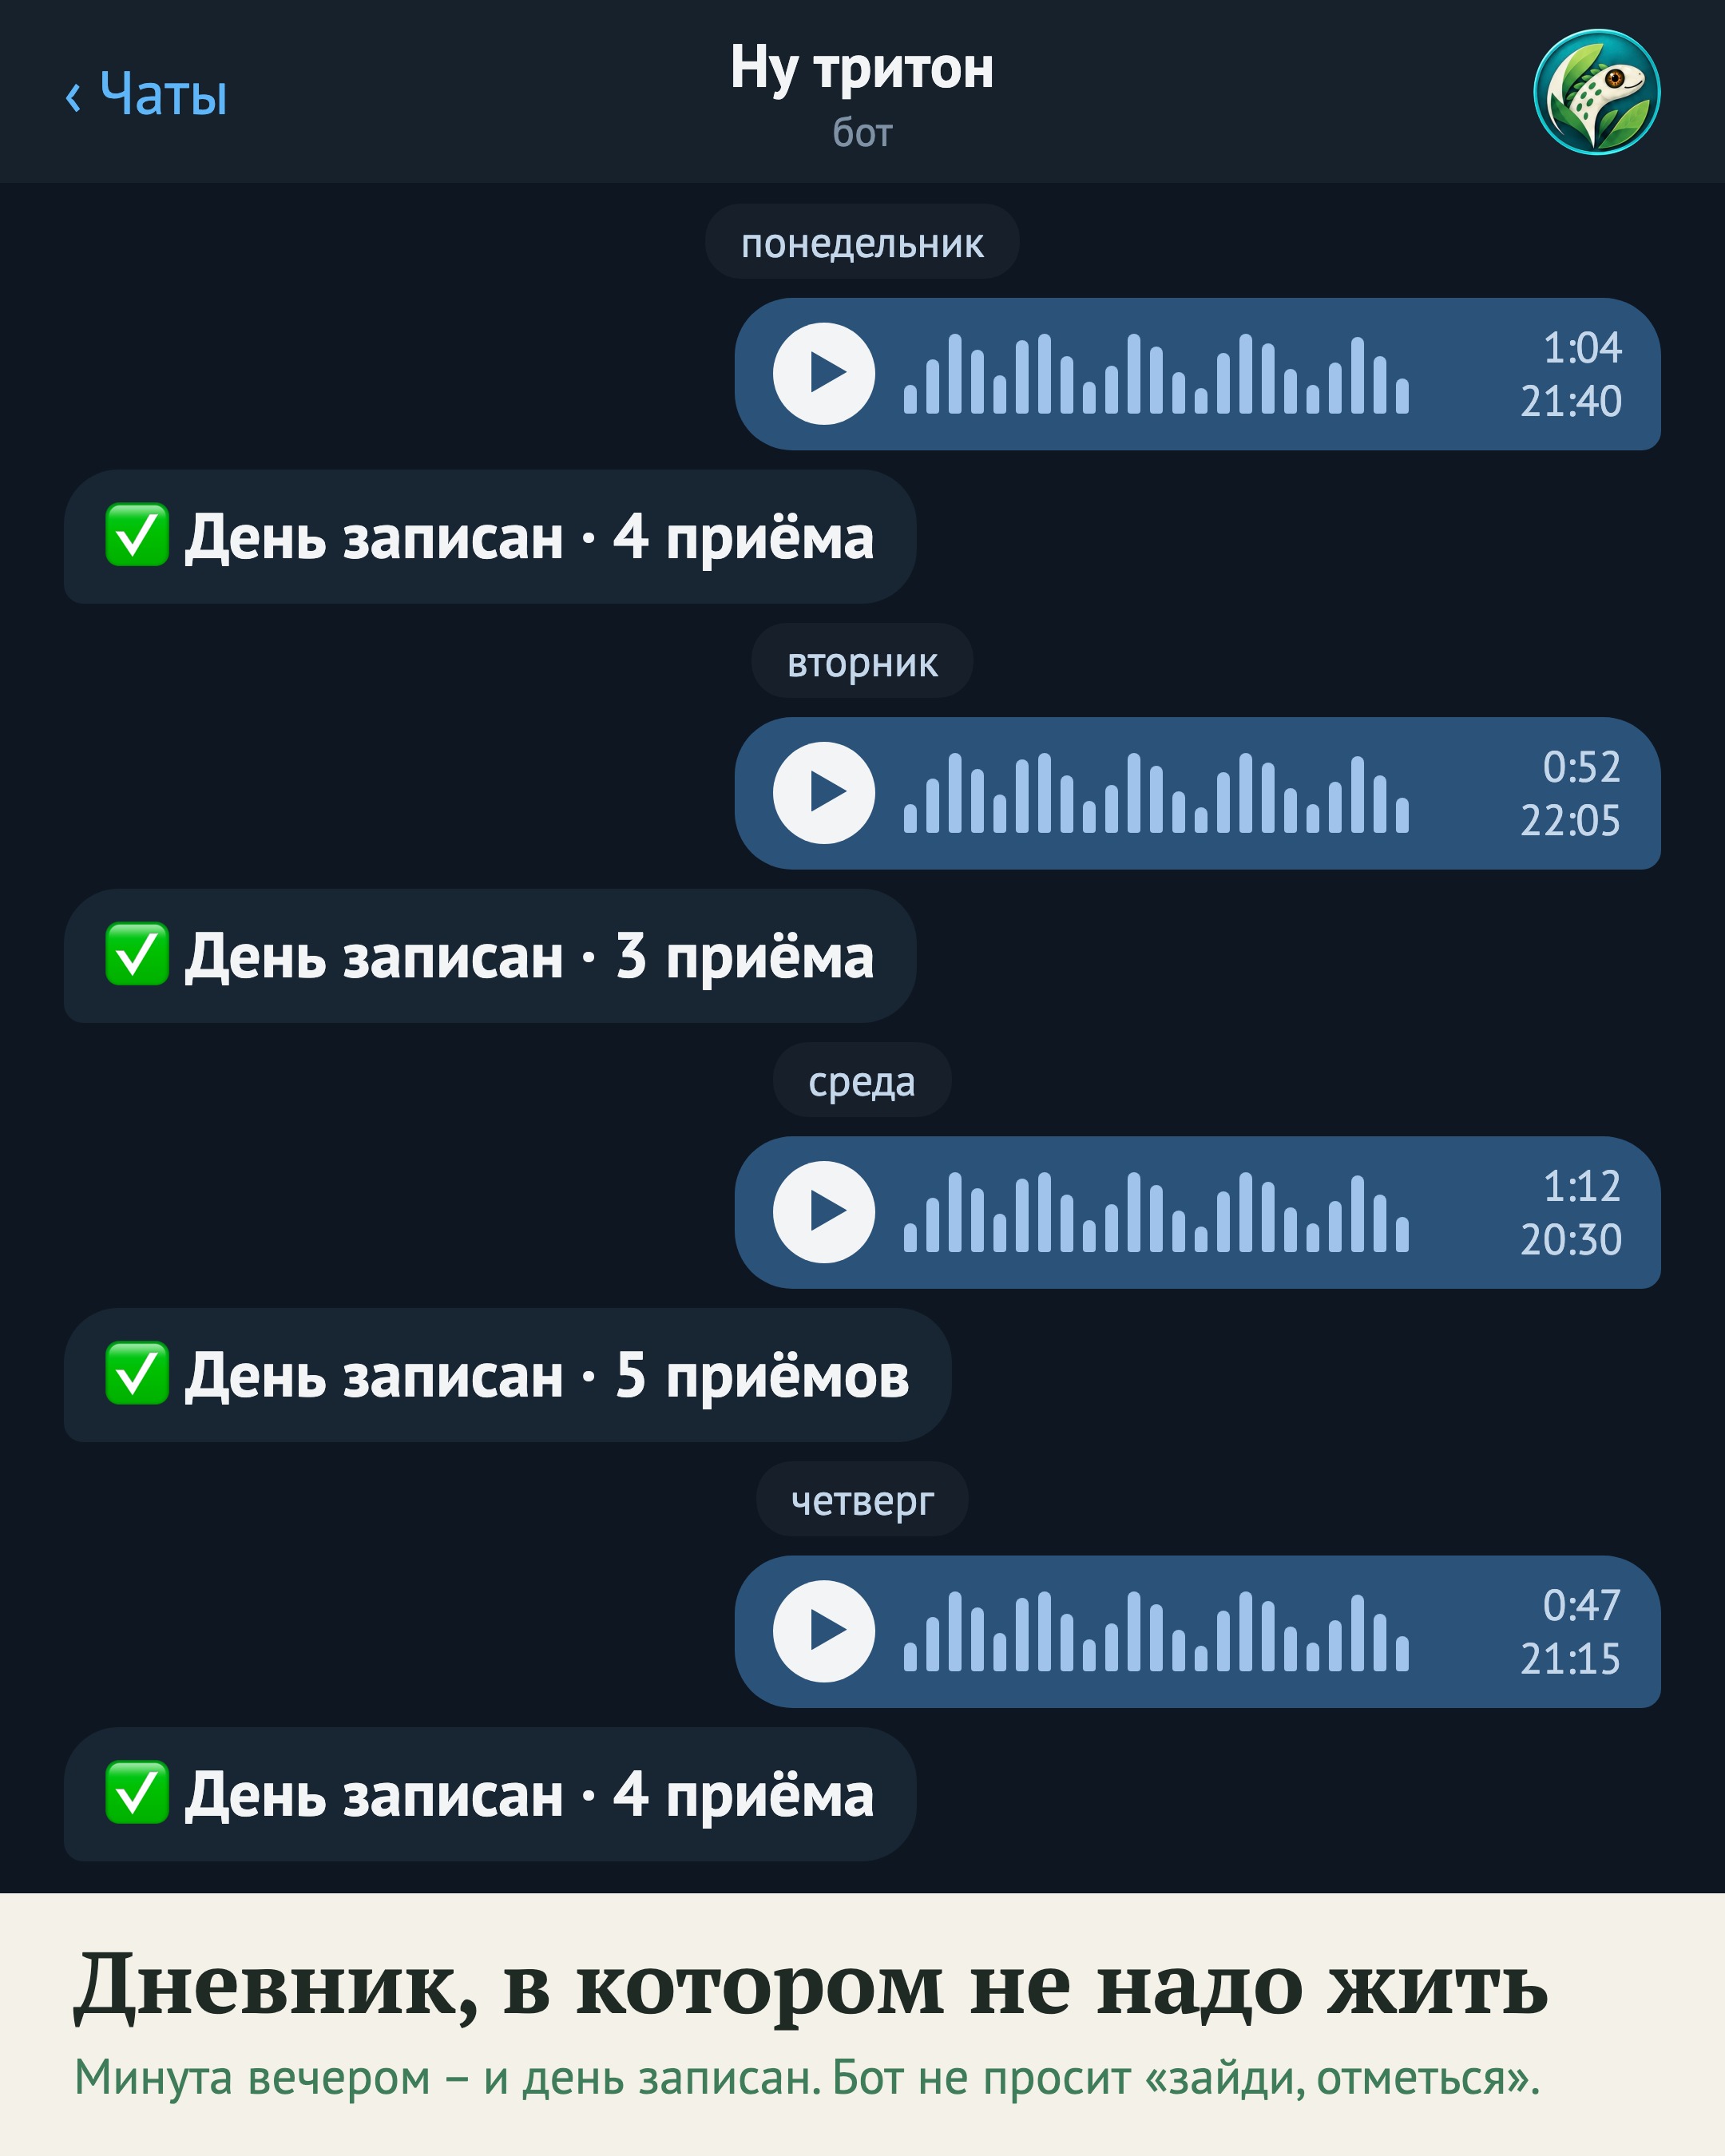 ‹ Чаты
Ну тритон
бот
понедельник
1:04
21:40
✅ День записан · 4 приёма
вторник
0:52
22:05
✅ День записан · 3 приёма
среда
1:12
20:30
✅ День записан · 5 приёмов
четверг
0:47
21:15
✅ День записан · 4 приёма
Дневник, в котором не надо жить
Минута вечером – и день записан. Бот не просит «зайди, отметься».